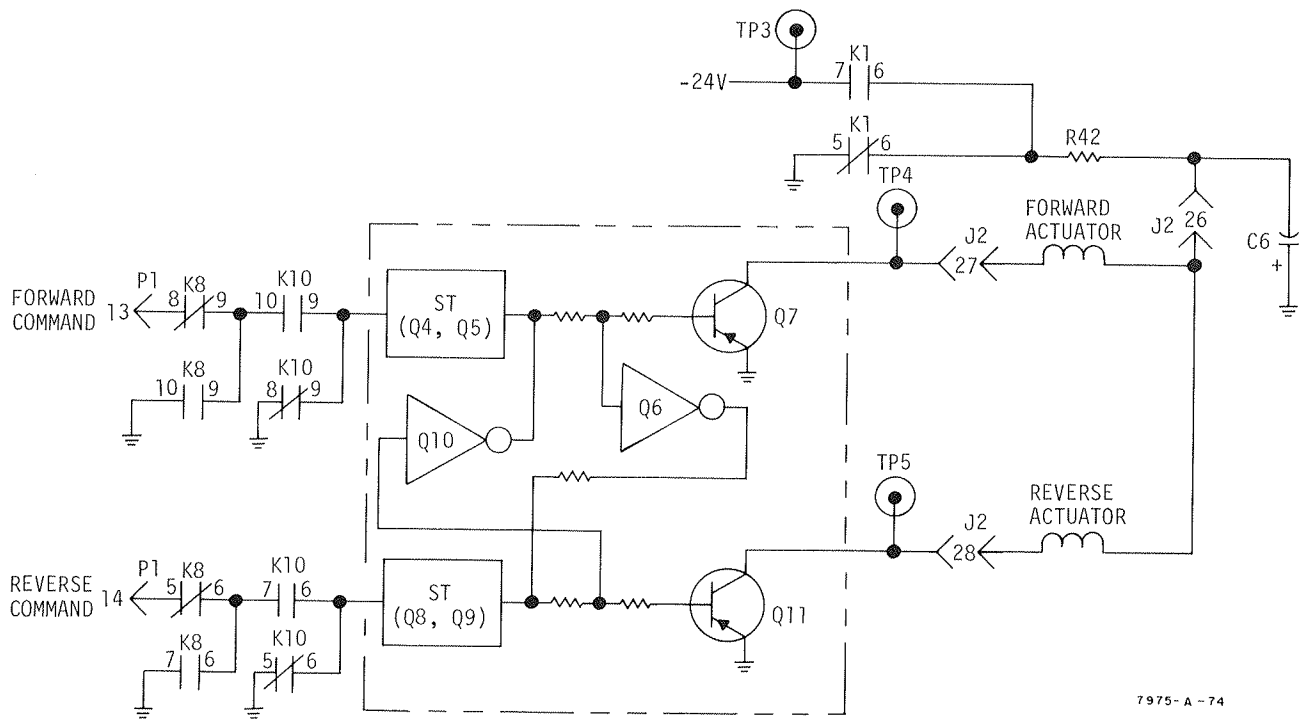 TP3
K1
7 6
-24V
K1
5 6
R42
TP4
FORWARD
ACTUATOR
J2
27
J2 26
C6
+
P1
K8
K10
8 9
10 9
FORWARD
COMMAND 13
ST
(Q4, Q5)
Q7
K8
10 9
K10
8 9
Q10
Q6
TP5
J2
28
REVERSE
ACTUATOR
P1
K8
K10
5 6
7 6
REVERSE
COMMAND 14
ST
(Q8, Q9)
Q11
K8
7 6
K10
5 6
7975-A-74